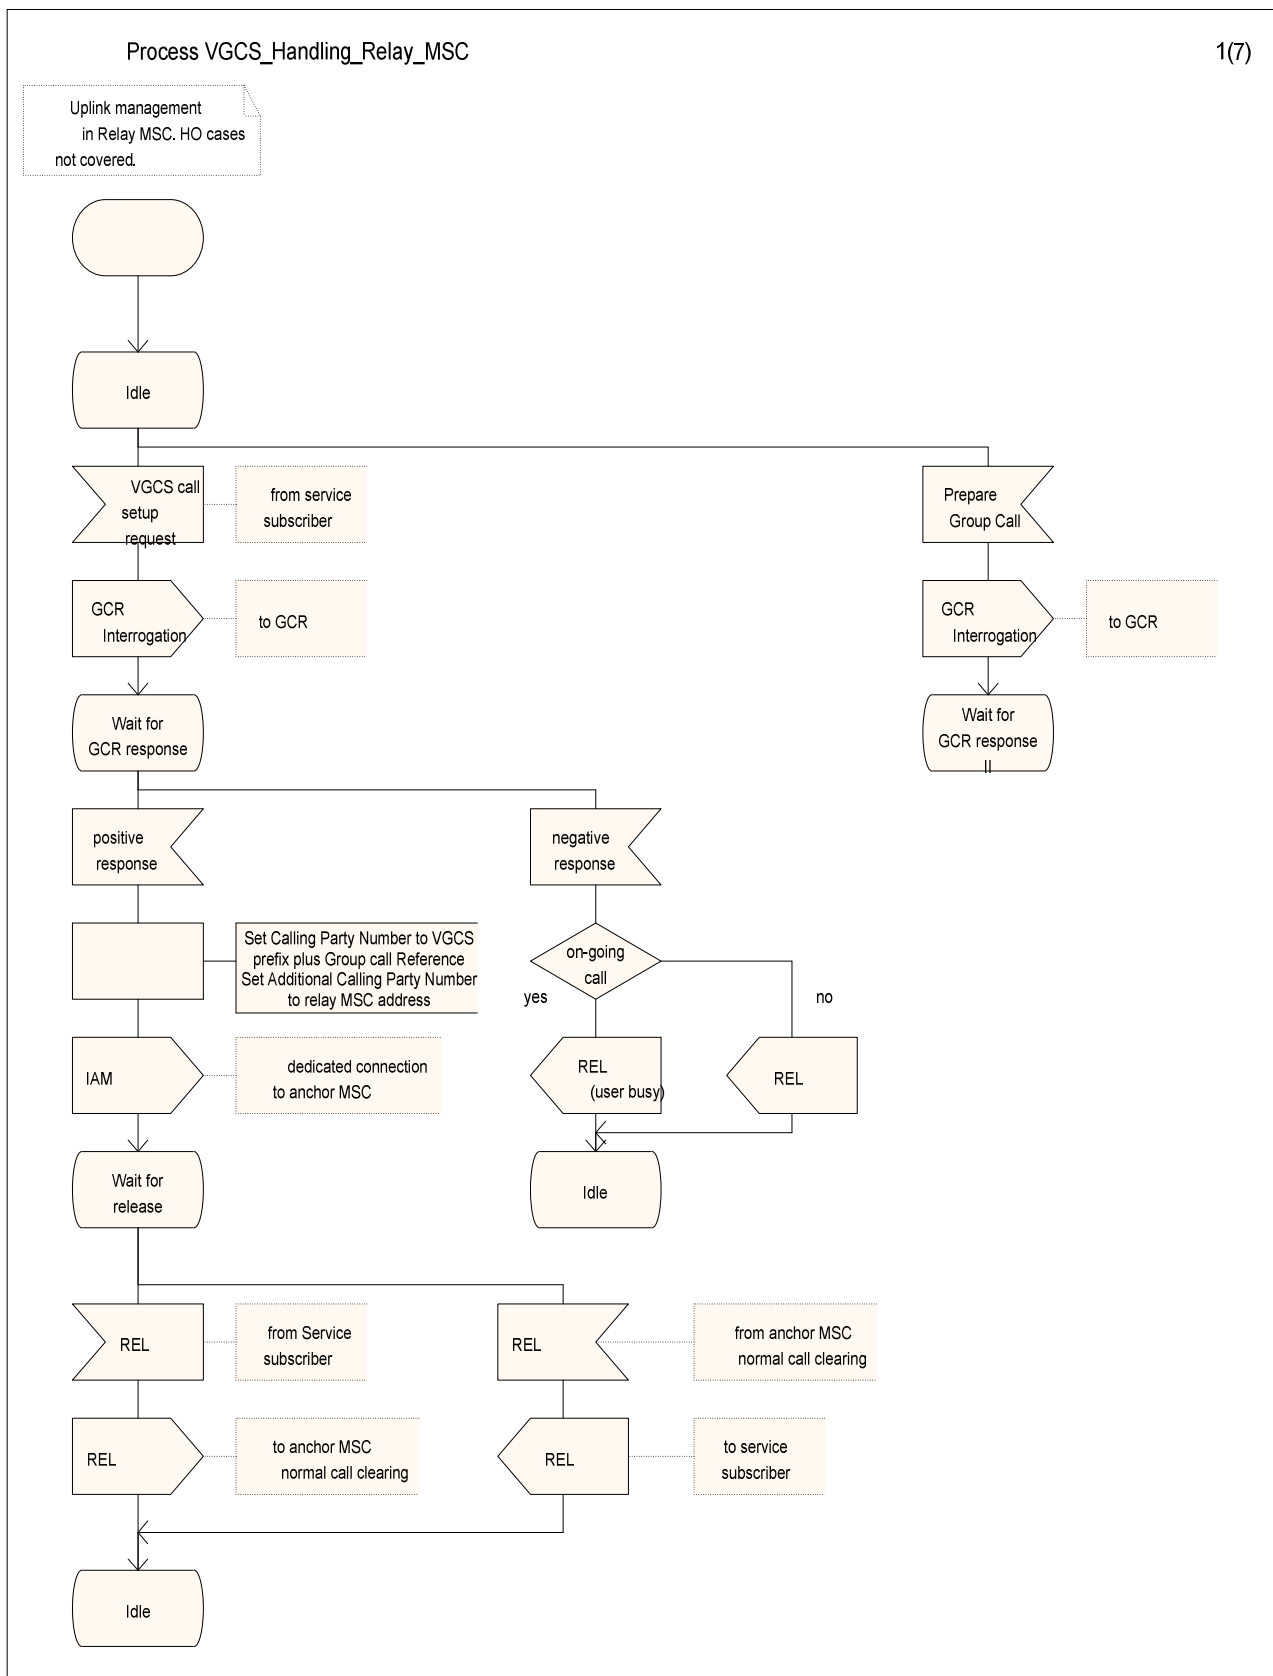 Process VGCS_Handling_Relay_MSC
1(7)
Uplink management
in Relay MSC. HO cases
not covered.
Idle
VGCS call
setup
request
from service
subscriber
Prepare
Group Call
GCR
Interrogation
to GCR
GCR
Interrogation
to GCR
Wait for
GCR response
Wait for
GCR response
II
positive
response
negative
response
Set Calling Party Number to VGCS
prefix plus Group call Reference
Set Additional Calling Party Number
to relay MSC address
on-going
call
yes
no
IAM
dedicated connection
to anchor MSC
REL
(user busy)
REL
Wait for
release
Idle
REL
from Service
subscriber
REL
from anchor MSC
normal call clearing
REL
to anchor MSC
normal call clearing
REL
to service
subscriber
Idle